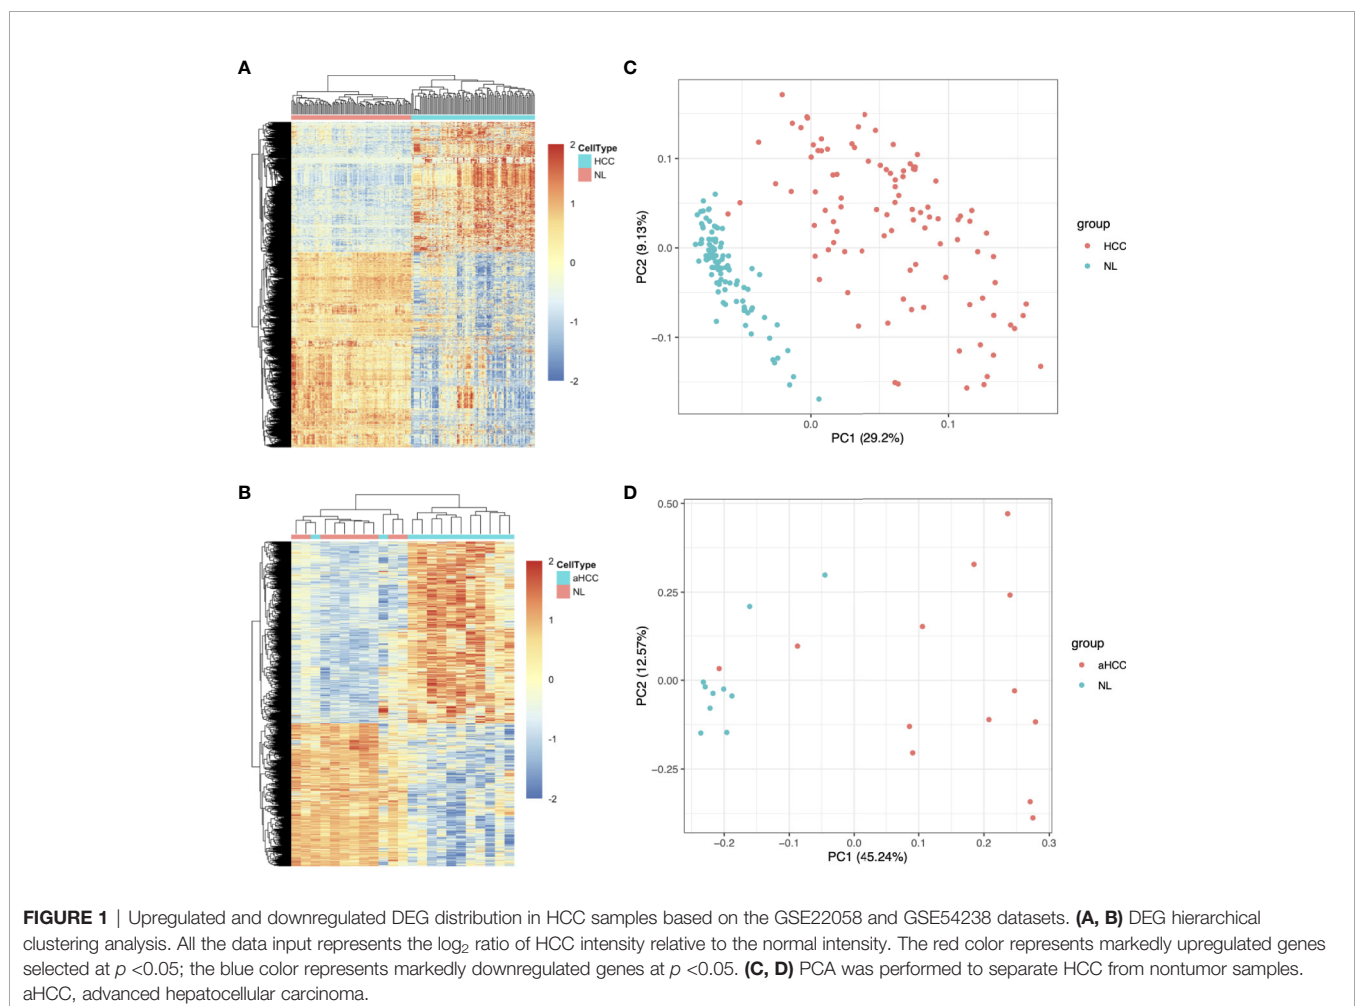 A
2
CellType
HCC
NL
1
0
-1
-2
C
0.1
0.0
−0.1
PC2 (9.13%)
0.0
0.1
PC1 (29.2%)
group
HCC
NL
B
2
CellType
aHCC
NL
1
0
-1
-2
D
0.50
0.25
0.00
−0.25
PC2 (12.57%)
−0.2
−0.1
0.0
0.1
0.2
0.3
PC1 (45.24%)
group
aHCC
NL
FIGURE 1 | Upregulated and downregulated DEG distribution in HCC samples based on the GSE22058 and GSE54238 datasets. (A, B) DEG hierarchical
clustering analysis. All the data input represents the log2 ratio of HCC intensity relative to the normal intensity. The red color represents markedly upregulated genes
selected at p <0.05; the blue color represents markedly downregulated genes at p <0.05. (C, D) PCA was performed to separate HCC from nontumor samples.
aHCC, advanced hepatocellular carcinoma.